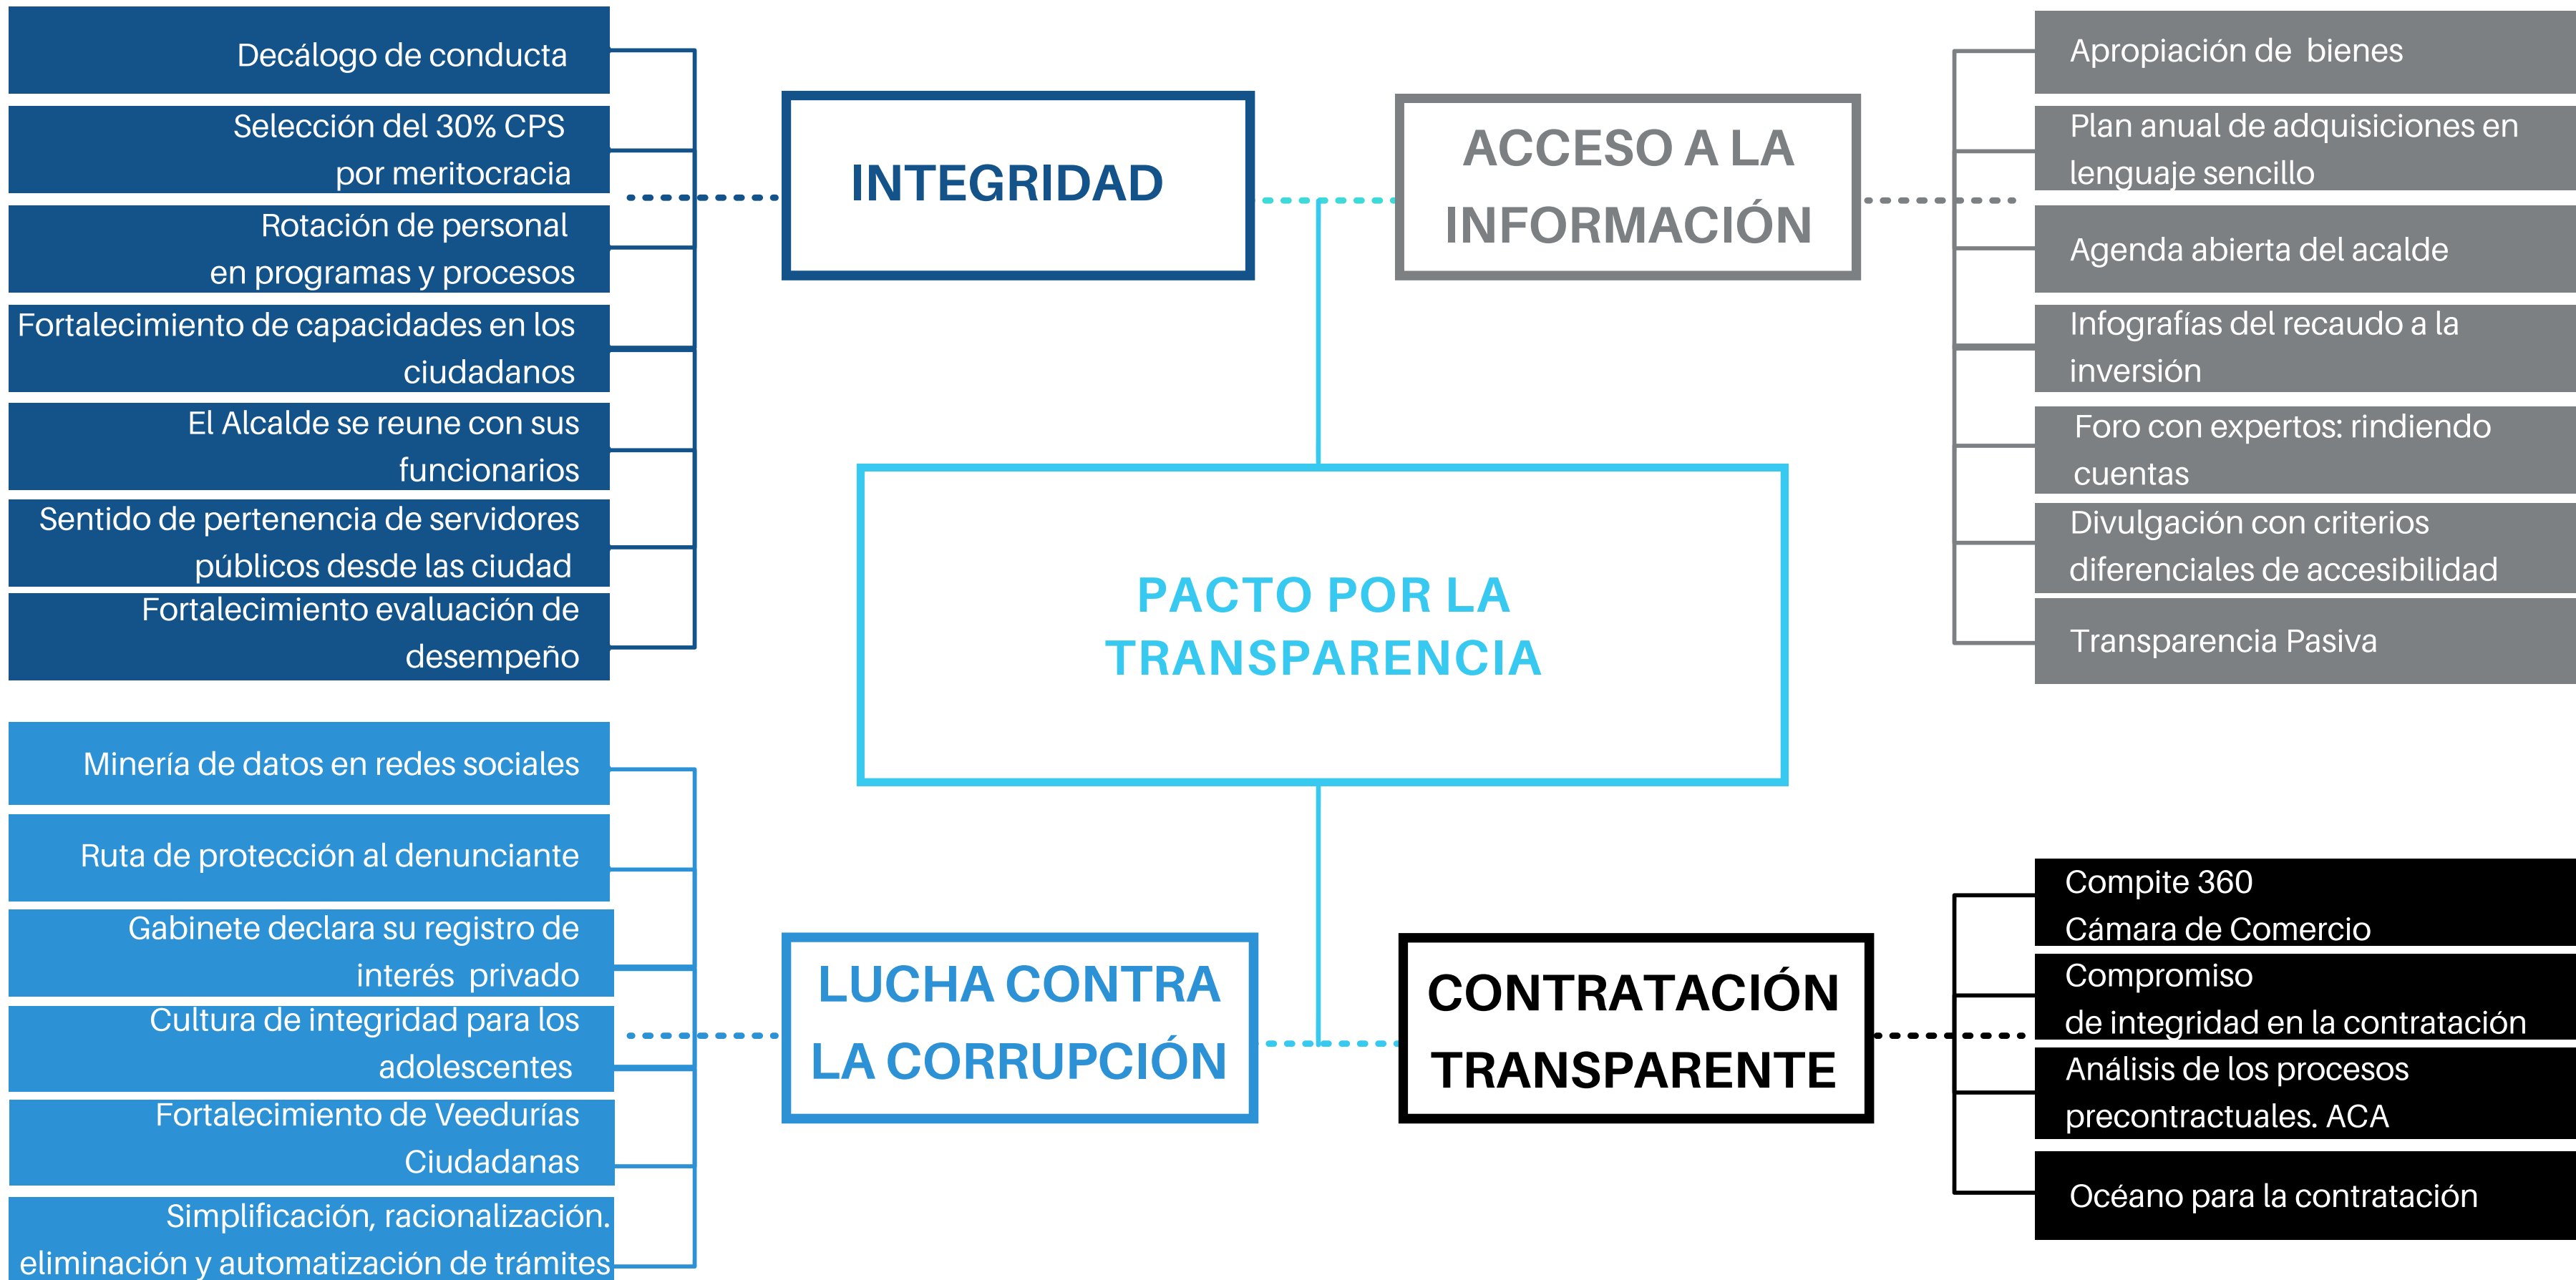 Decálogo de conducta
Selección del 30% CPS
por meritocracia
Rotación de personal
en programas y procesos
Fortalecimiento de capacidades en los
ciudadanos
El Alcalde se reune con sus
funcionarios
Sentido de pertenencia de servidores
públicos desde las ciudad
Fortalecimiento evaluación de
desempeño
INTEGRIDAD
ACCESO A LA
INFORMACIÓN
Apropiación de bienes
Plan anual de adquisiciones en
lenguaje sencillo
Agenda abierta del acalde
Infografías del recaudo a la
inversión
Foro con expertos: rindiendo
cuentas
Divulgación con criterios
diferenciales de accesibilidad
Transparencia Pasiva
PACTO POR LA
TRANSPARENCIA
Minería de datos en redes sociales
Ruta de protección al denunciante
Gabinete declara su registro de
interés privado
Cultura de integridad para los
adolescentes
Fortalecimiento de Veedurías
Ciudadanas
Simplificación, racionalización.
eliminación y automatización de trámites
LUCHA CONTRA
LA CORRUPCIÓN
CONTRATACIÓN
TRANSPARENTE
Compite 360
Cámara de Comercio
Compromiso
de integridad en la contratación
Análisis de los procesos
precontractuales. ACA
Océano para la contratación